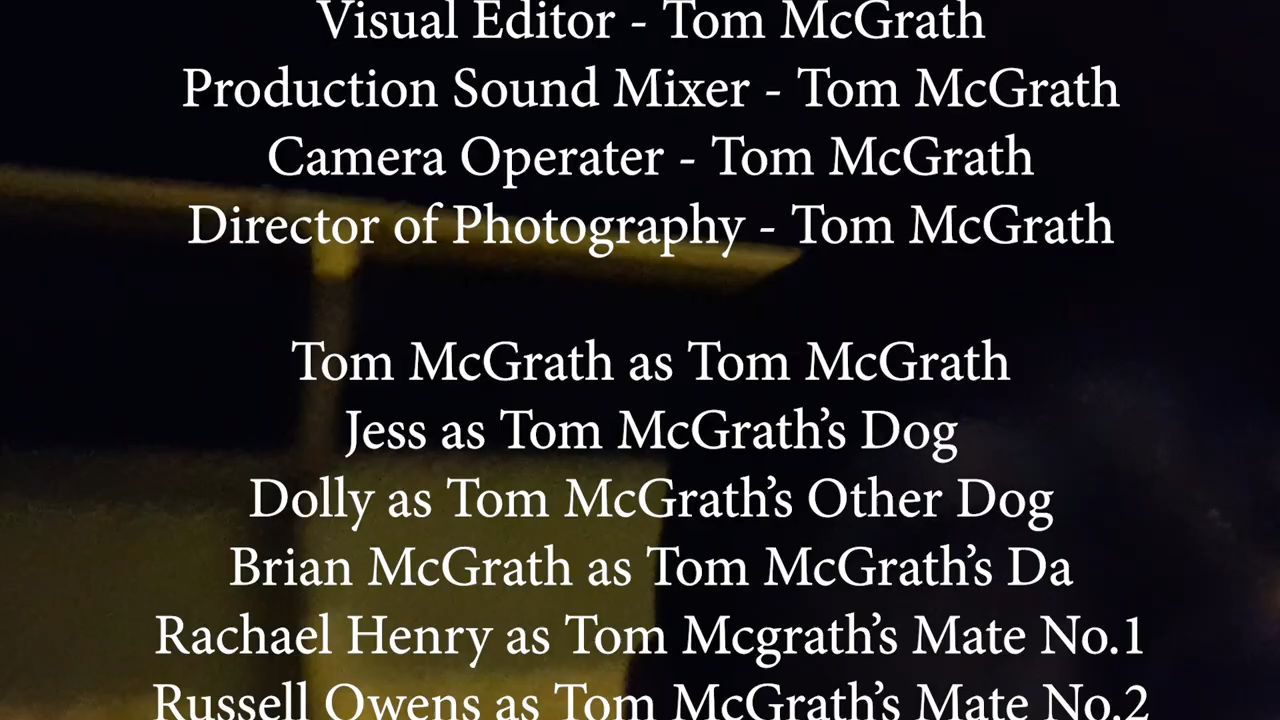 Visual Editor - Tom McGrath
Production Sound Mixer - Tom McGrath
Camera Operater - Tom McGrath
Director of Photography - Tom McGrath
Tom McGrath as Tom McGrath
Jess as Tom McGrath’s Dog
Dolly as Tom McGrath’s Other Dog
Brian McGrath as Tom McGrath’s Da
Rachael Henry as Tom Mcgrath’s Mate No.1
Russell Owens as Tom McGrath’s Mate No.2